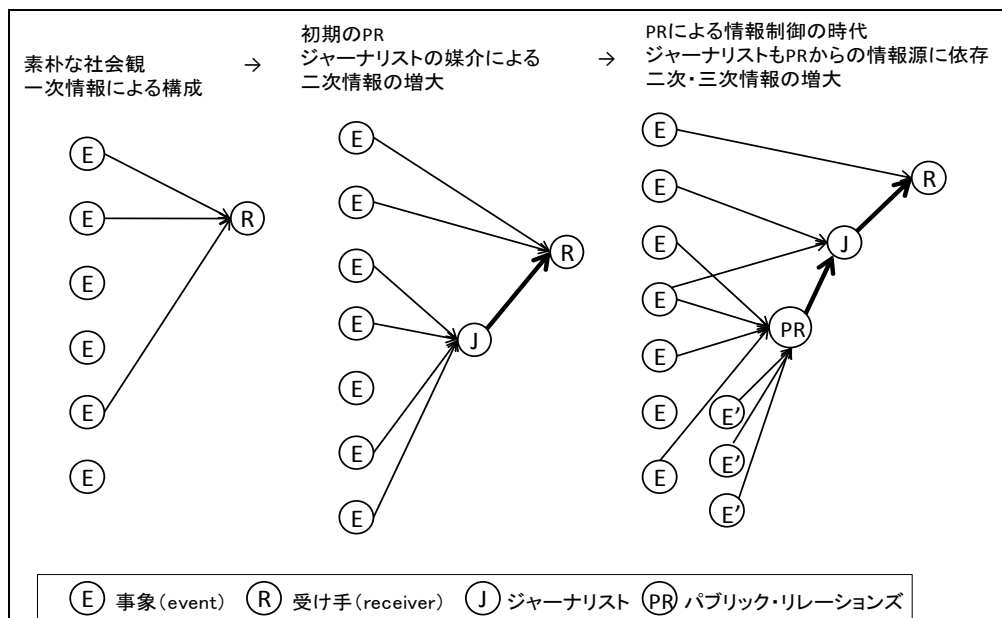 素朴な社会観
一次情報による構成
→
初期のPR
ジャーナリストの媒介による
二次情報の増大
→
PRによる情報制御の時代
ジャーナリストもPRからの情報源に依存
二次・三次情報の増大
E
E
E
E
E
E
R
E
E
E
E
E
E
E
J
R
E
E
E
E
E
E
E
E'
E'
E'
PR
J
R
E 事象(event) R 受け手(receiver) J ジャーナリスト PR パブリック・リレーションズ